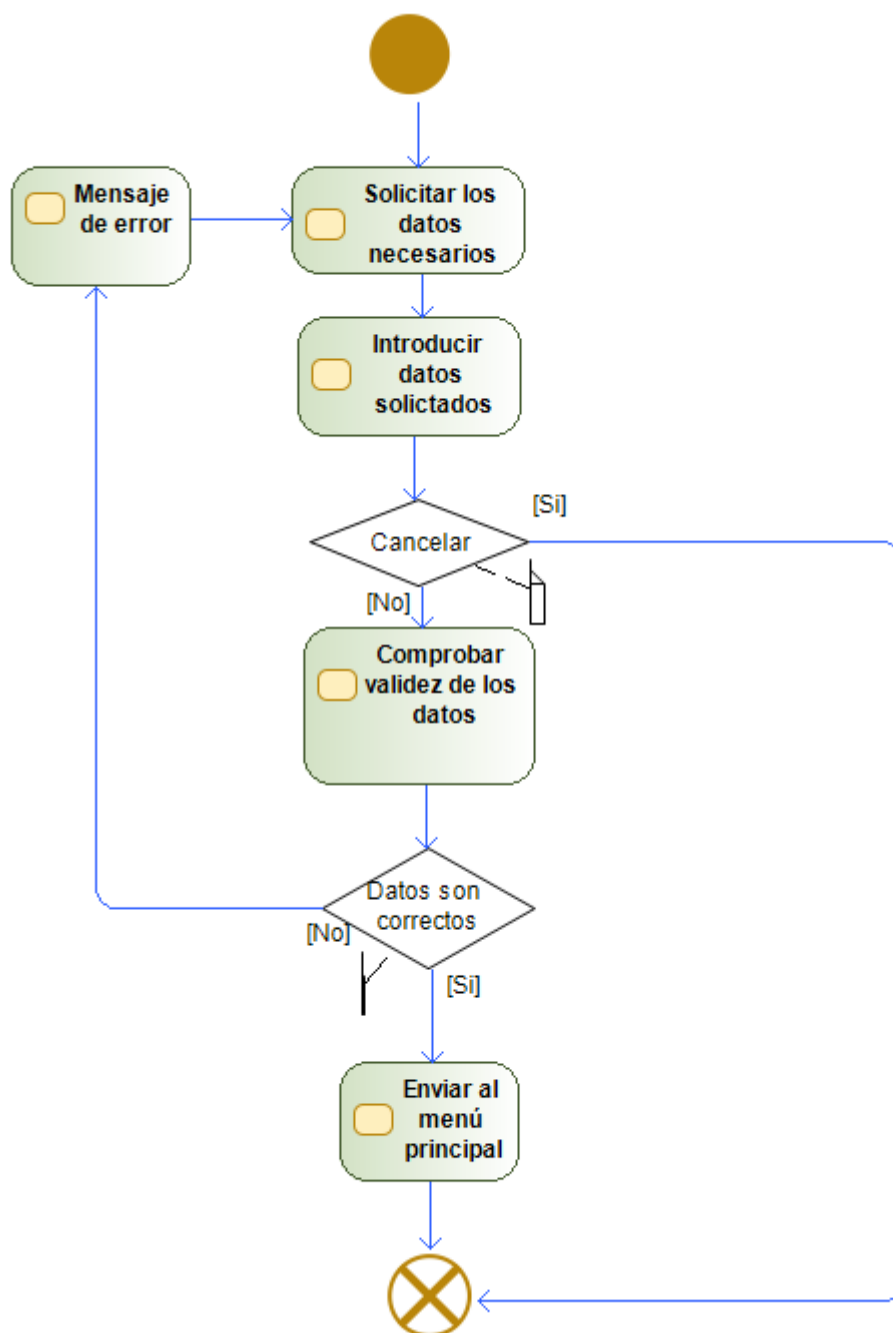 Mensaje
de error
Solicitar los
datos
necesarios
Introducir
datos
solictados
[Si]
Cancelar
[No]
Comprobar
validez de los
datos
Datos son
correctos
[No]
[Si]
Enviar al
menú
principal